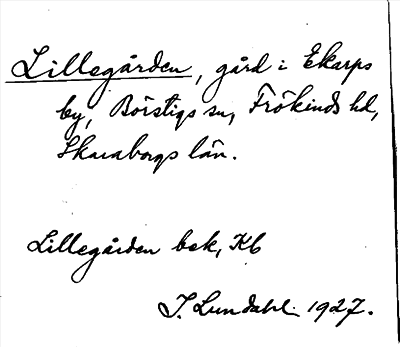 Lillegården, gård i Ekarps
by, Börstigs sn, Frökinds hd,
Skaraborgs län.
Lillegården bek, Kb
I. Lundahl 1927.